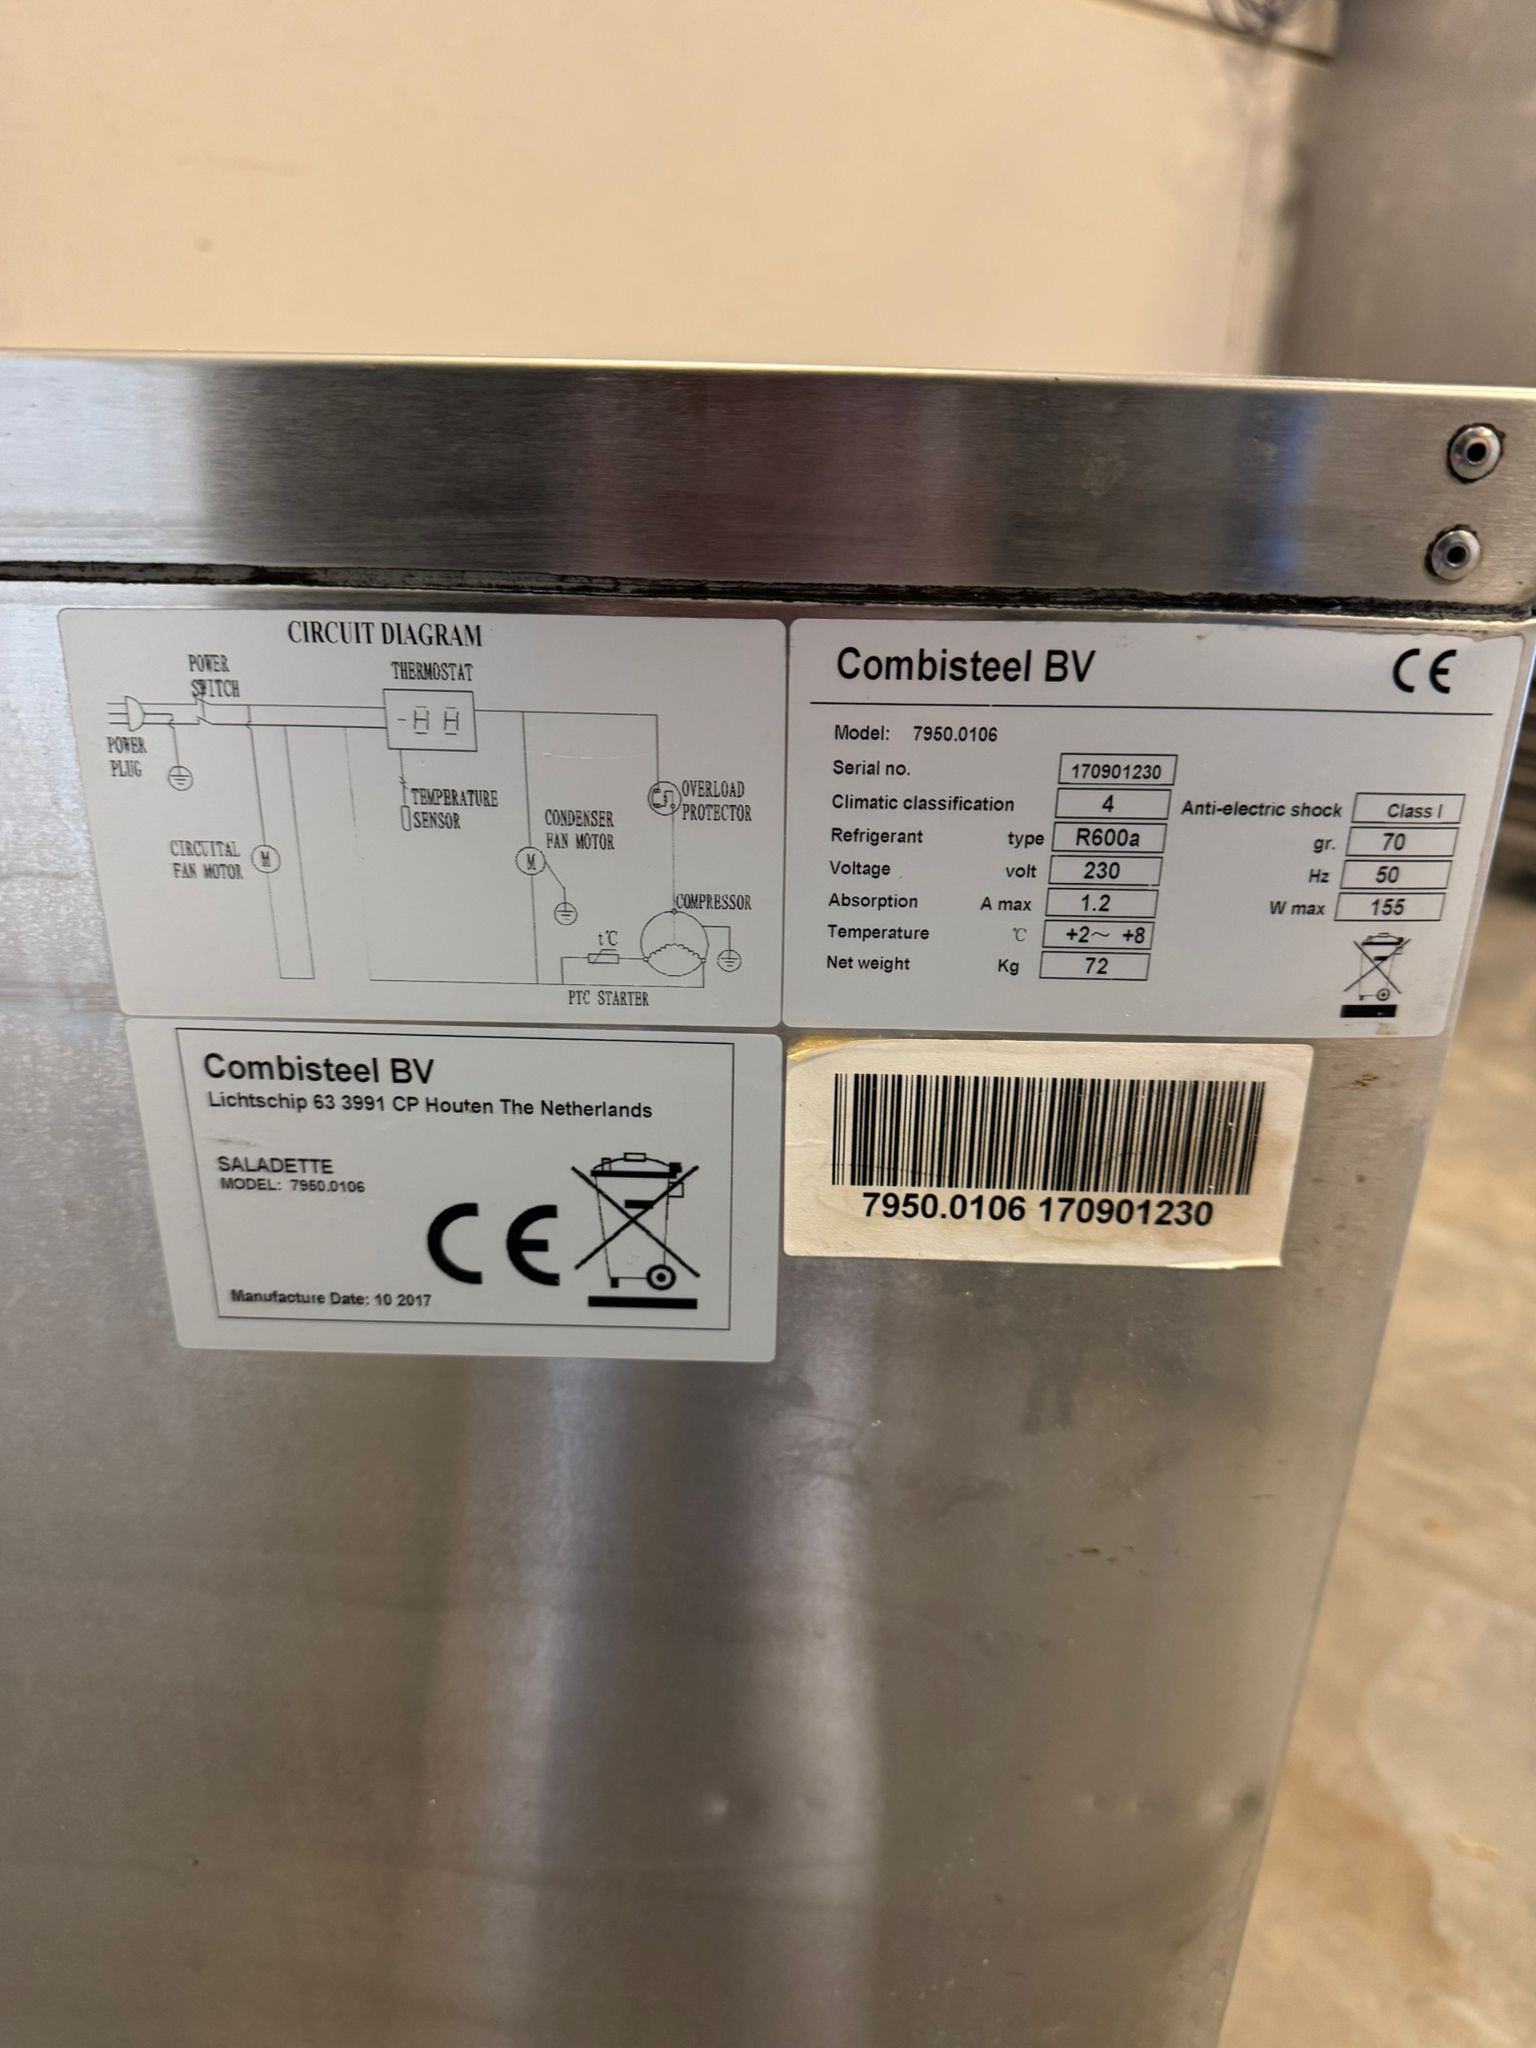 CIRCUIT DIAGRAM
POWER
SWITCH
THERMOSTAT
POWER
PLUG
TEMPERATURE
SENSOR
OVERLOAD
PROTECTOR
CONDENSER
FAN MOTOR
CIRCUITAL
FAN MOTOR
M
M
COMPRESSOR
t℃
PTC STARTER
Combisteel BV CE
Model: 7950.0106
Serial no. 170901230
Climatic classification 4 Anti-electric shock Class I
Refrigerant type R600a gr. 70
Voltage volt 230 Hz 50
Absorption A max 1.2 W max 155
Temperature ℃ +2~ +8
Net weight Kg 72
Combisteel BV
Lichtschip 63 3991 CP Houten The Netherlands
SALADETTE
MODEL: 7950.0106
CE
Manufacture Date: 10 2017
7950.0106 170901230